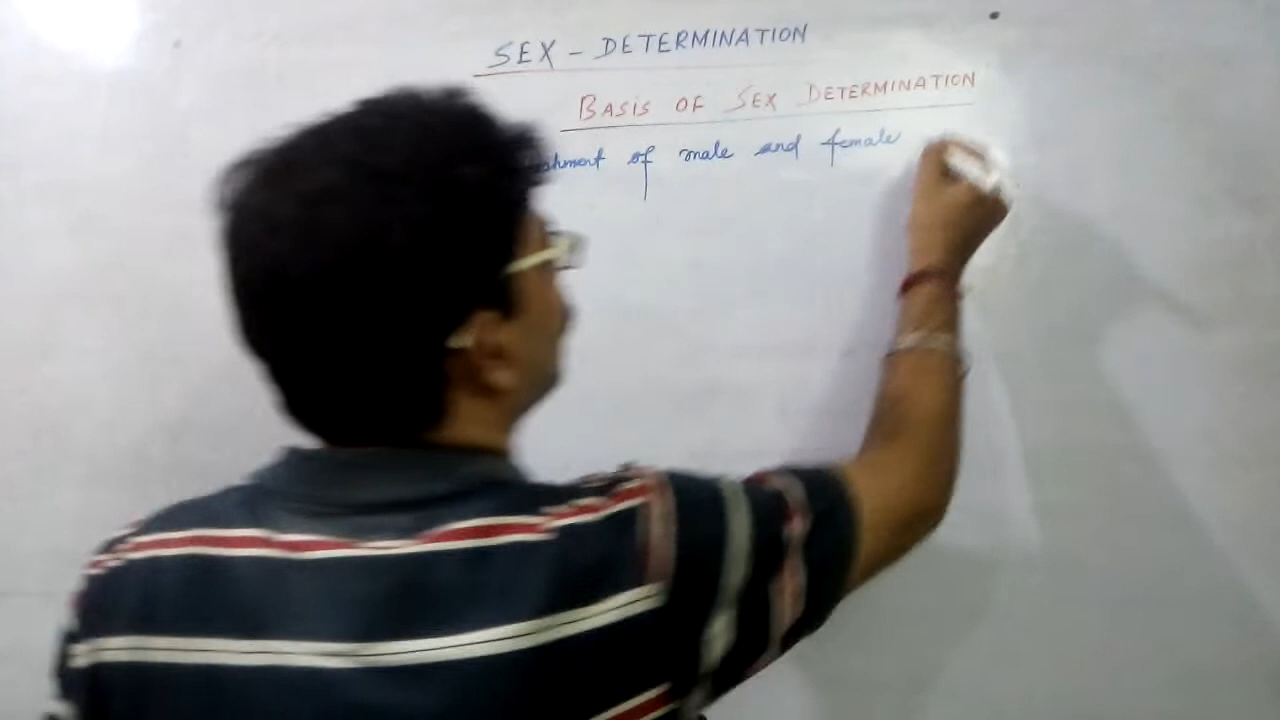 SEX - DETERMINATION
BASIS OF SEX DETERMINATION
of male and female